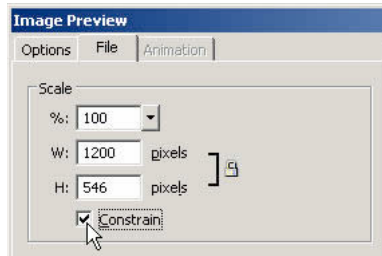 Image Preview
Options File Animation
Scale
%: 100
W: 1200 pixels
H: 546 pixels
Constrain